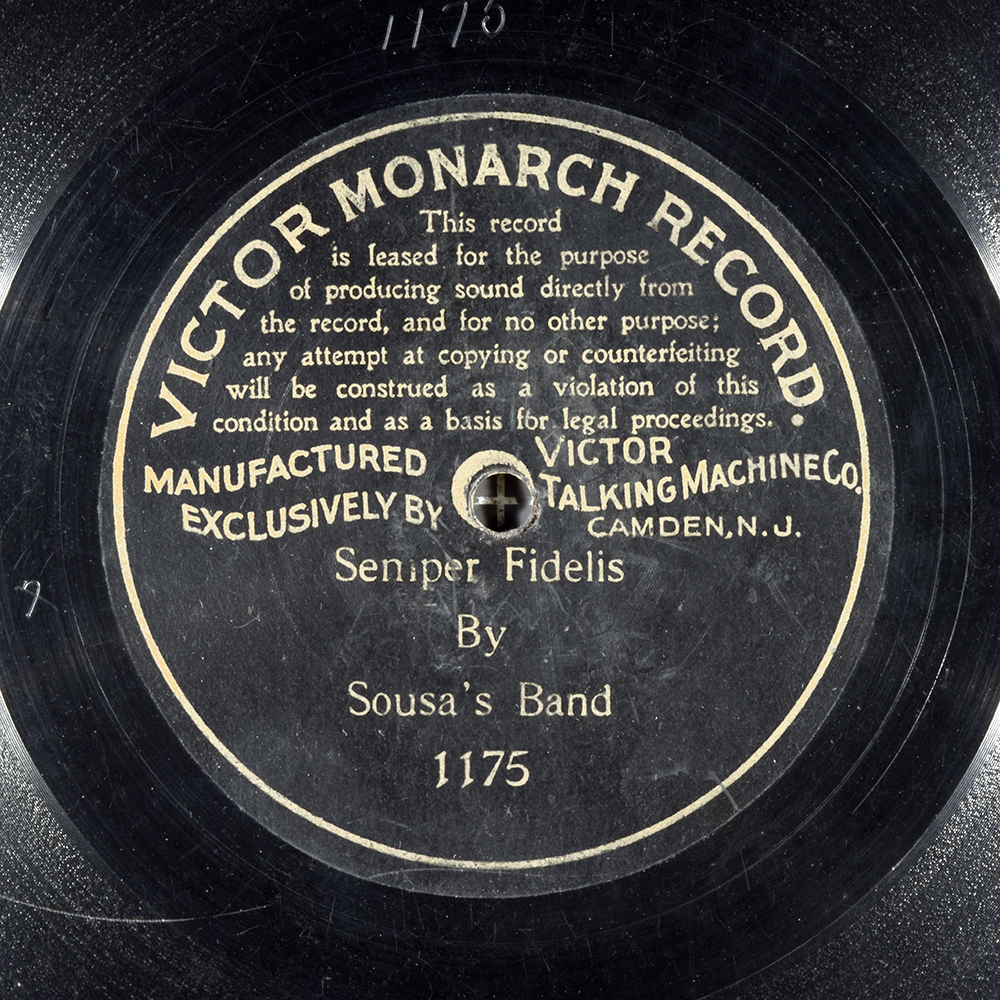 1175
VICTOR MONARCH RECORD.
This record
is leased for the purpose
of producing sound directly from
the record, and for no other purpose;
any attempt at copying or counterfeiting
will be construed as a violation of this
condition and as a basis for legal proceedings.
MANUFACTURED
EXCLUSIVELY BY
VICTOR
TALKING MACHINE CO.
CAMDEN, N. J.
Semper Fidelis
By
Sousa's Band
1175